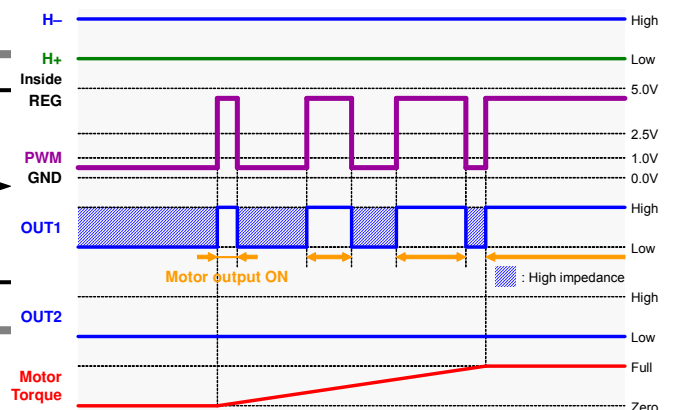 H–
High
H+
Low
Inside
REG
5.0V
2.5V
PWM
1.0V
GND
0.0V
OUT1
High
Low
Motor output ON
: High impedance
High
OUT2
Low
Motor
Torque
Full
Zero